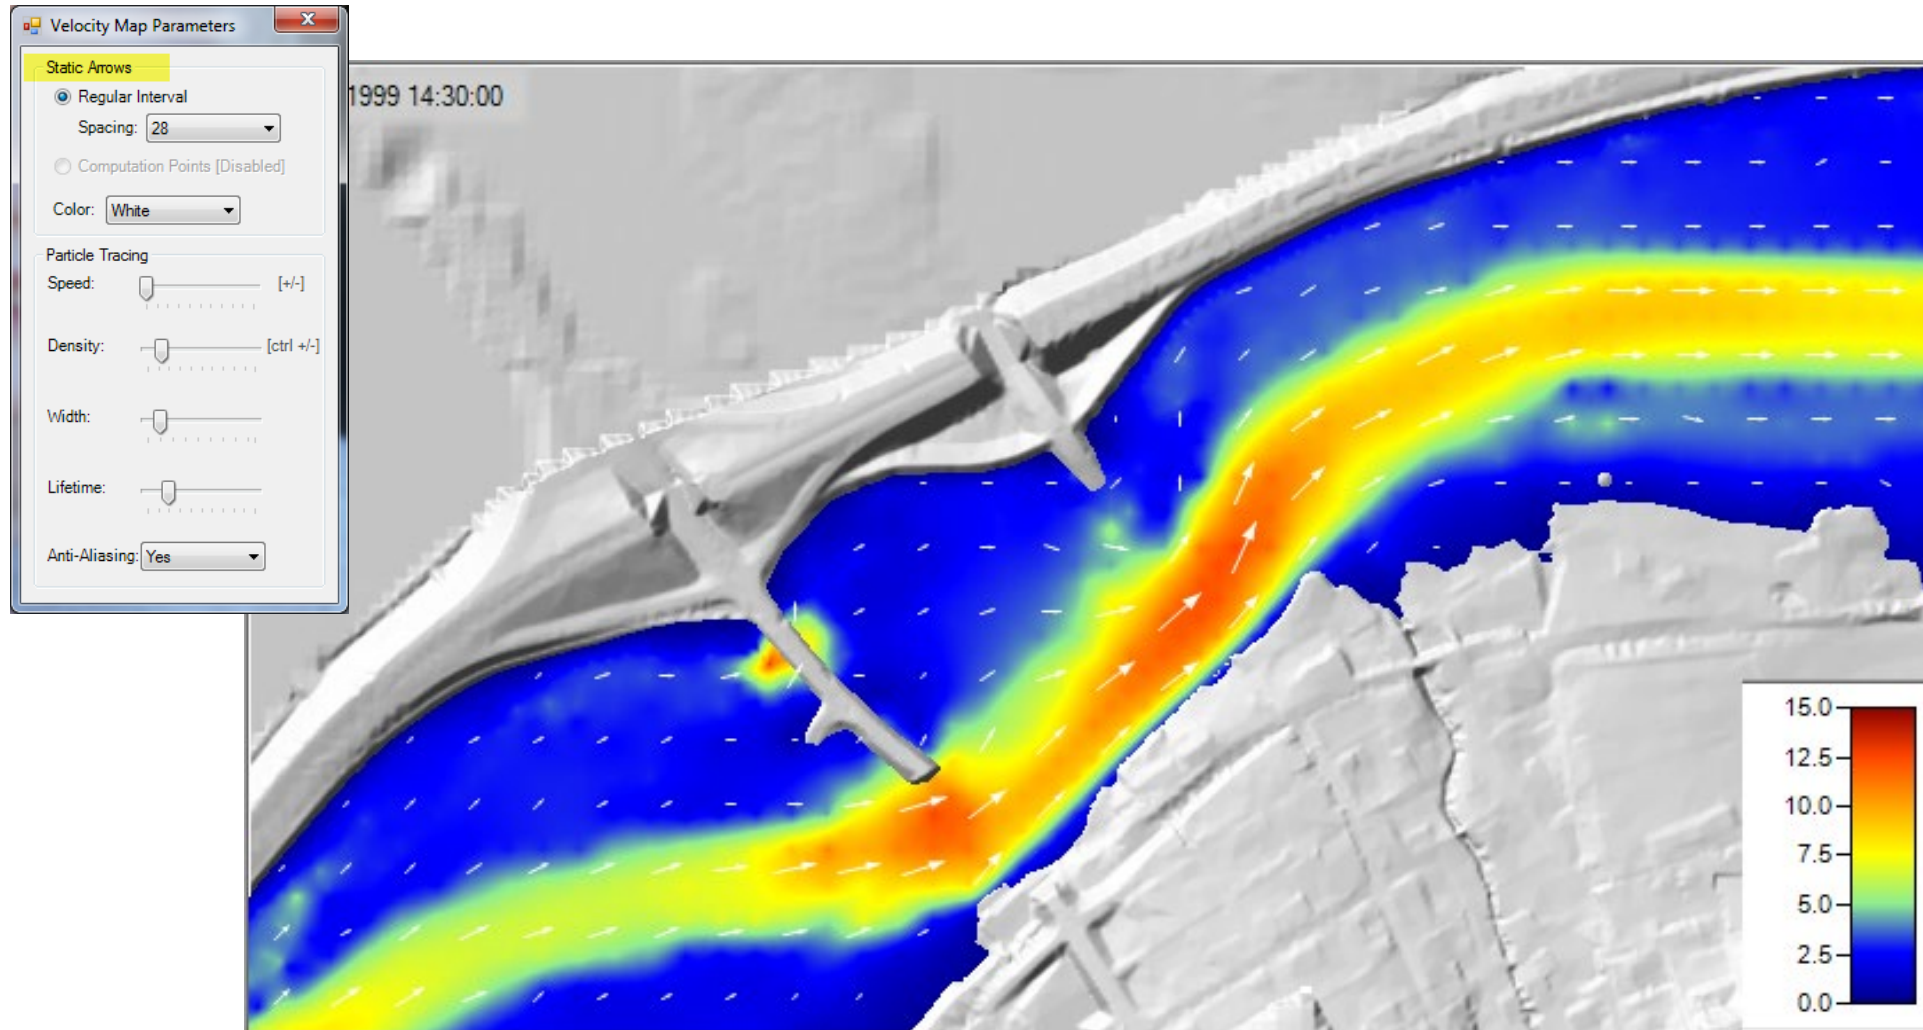 Velocity Map Parameters
Static Arrows
Regular Interval
Spacing: 28
Computation Points [Disabled]
Color: White
Particle Tracing
Speed: [+/-]
Density: [ctrl +/-]
Width:
Lifetime:
Anti-Aliasing: Yes
1999 14:30:00
15.0
12.5
10.0
7.5
5.0
2.5
0.0